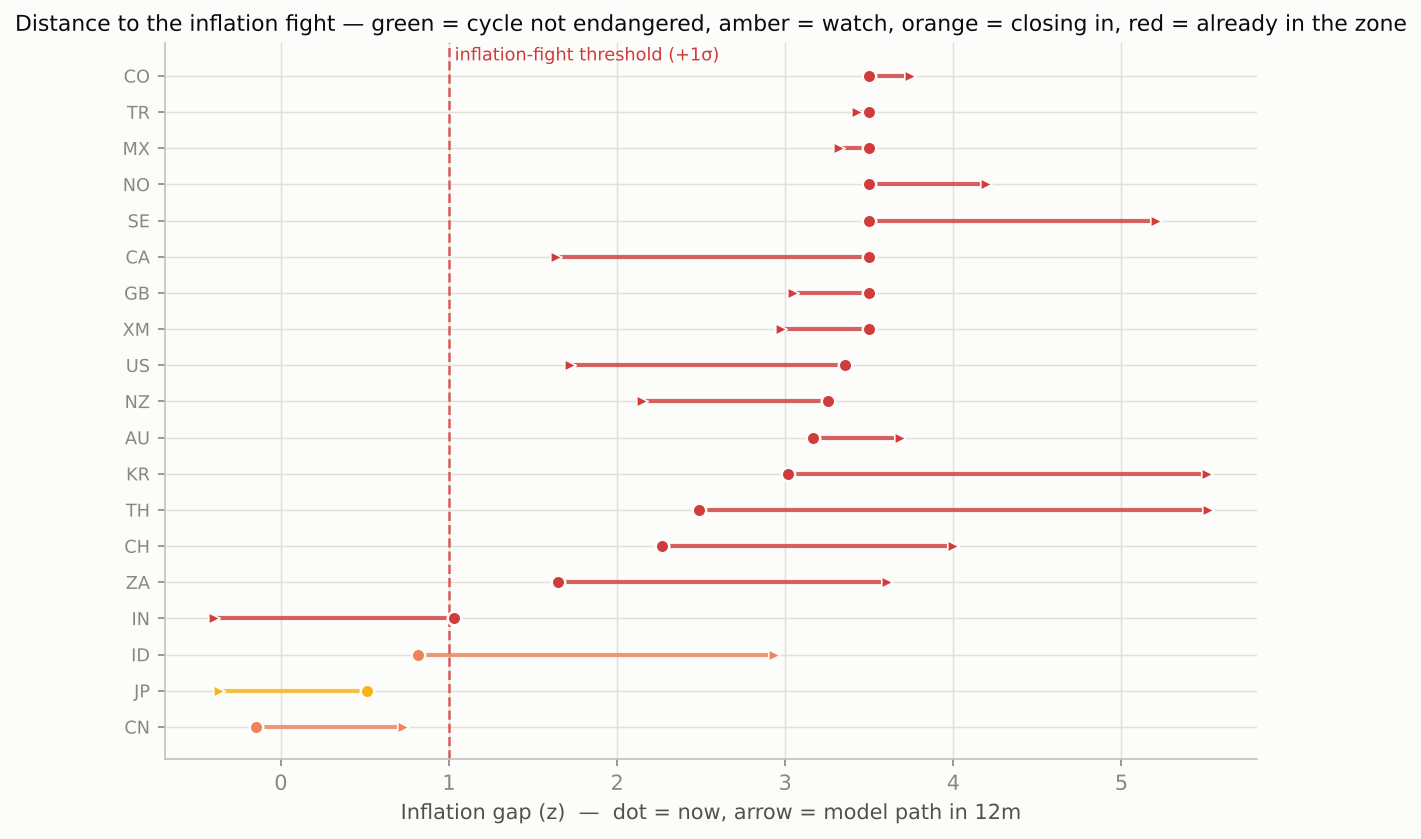 Distance to the inflation fight — green = cycle not endangered, amber = watch, orange = closing in, red = already in the zone
inflation-fight threshold (+1σ)
CO
TR
MX
NO
SE
CA
GB
XM
US
NZ
AU
KR
TH
CH
ZA
IN
ID
JP
CN
0 1 2 3 4 5
Inflation gap (z) — dot = now, arrow = model path in 12m